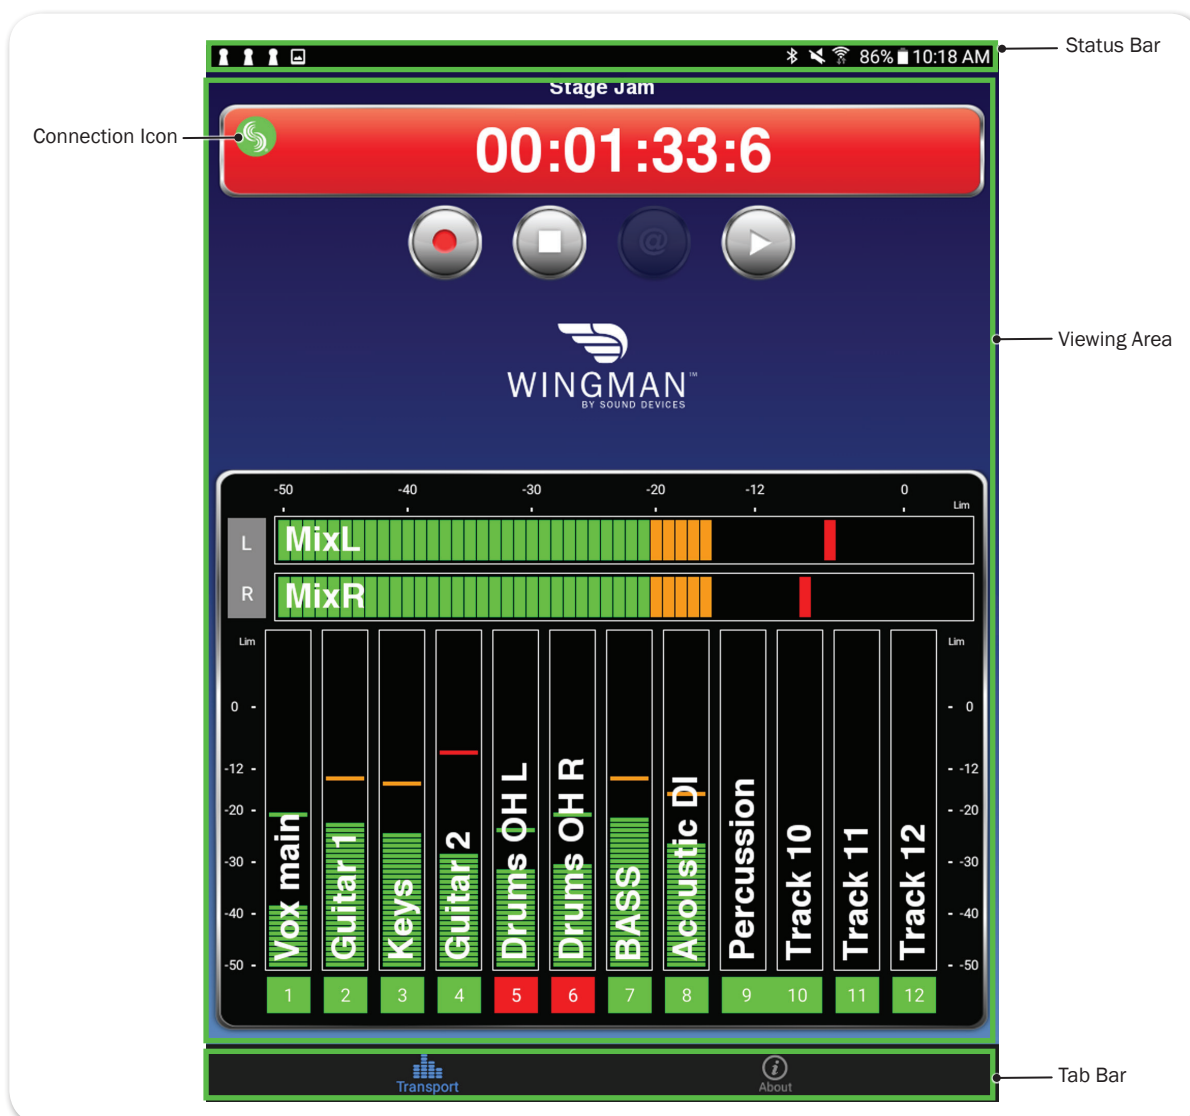 86% 10:18 AM
Status Bar
Stage Jam
Connection Icon
00:01:33:6
@
Viewing Area
WINGMAN™
BY SOUND DEVICES
-50 -40 -30 -20 -12 0
Lim
L MixL
R MixR
Lim Lim
0 - - 0
-12 - - -12
-20 - - -20
-30 - - -30
-40 - - -40
-50 - - -50
Vox main
Guitar 1
Keys
Guitar 2
Drums OH L
Drums OH R
BASS
Acoustic DI
Percussion
Track 10
Track 11
Track 12
1 2 3 4 5 6 7 8 9 10 11 12
Transport
About
Tab Bar